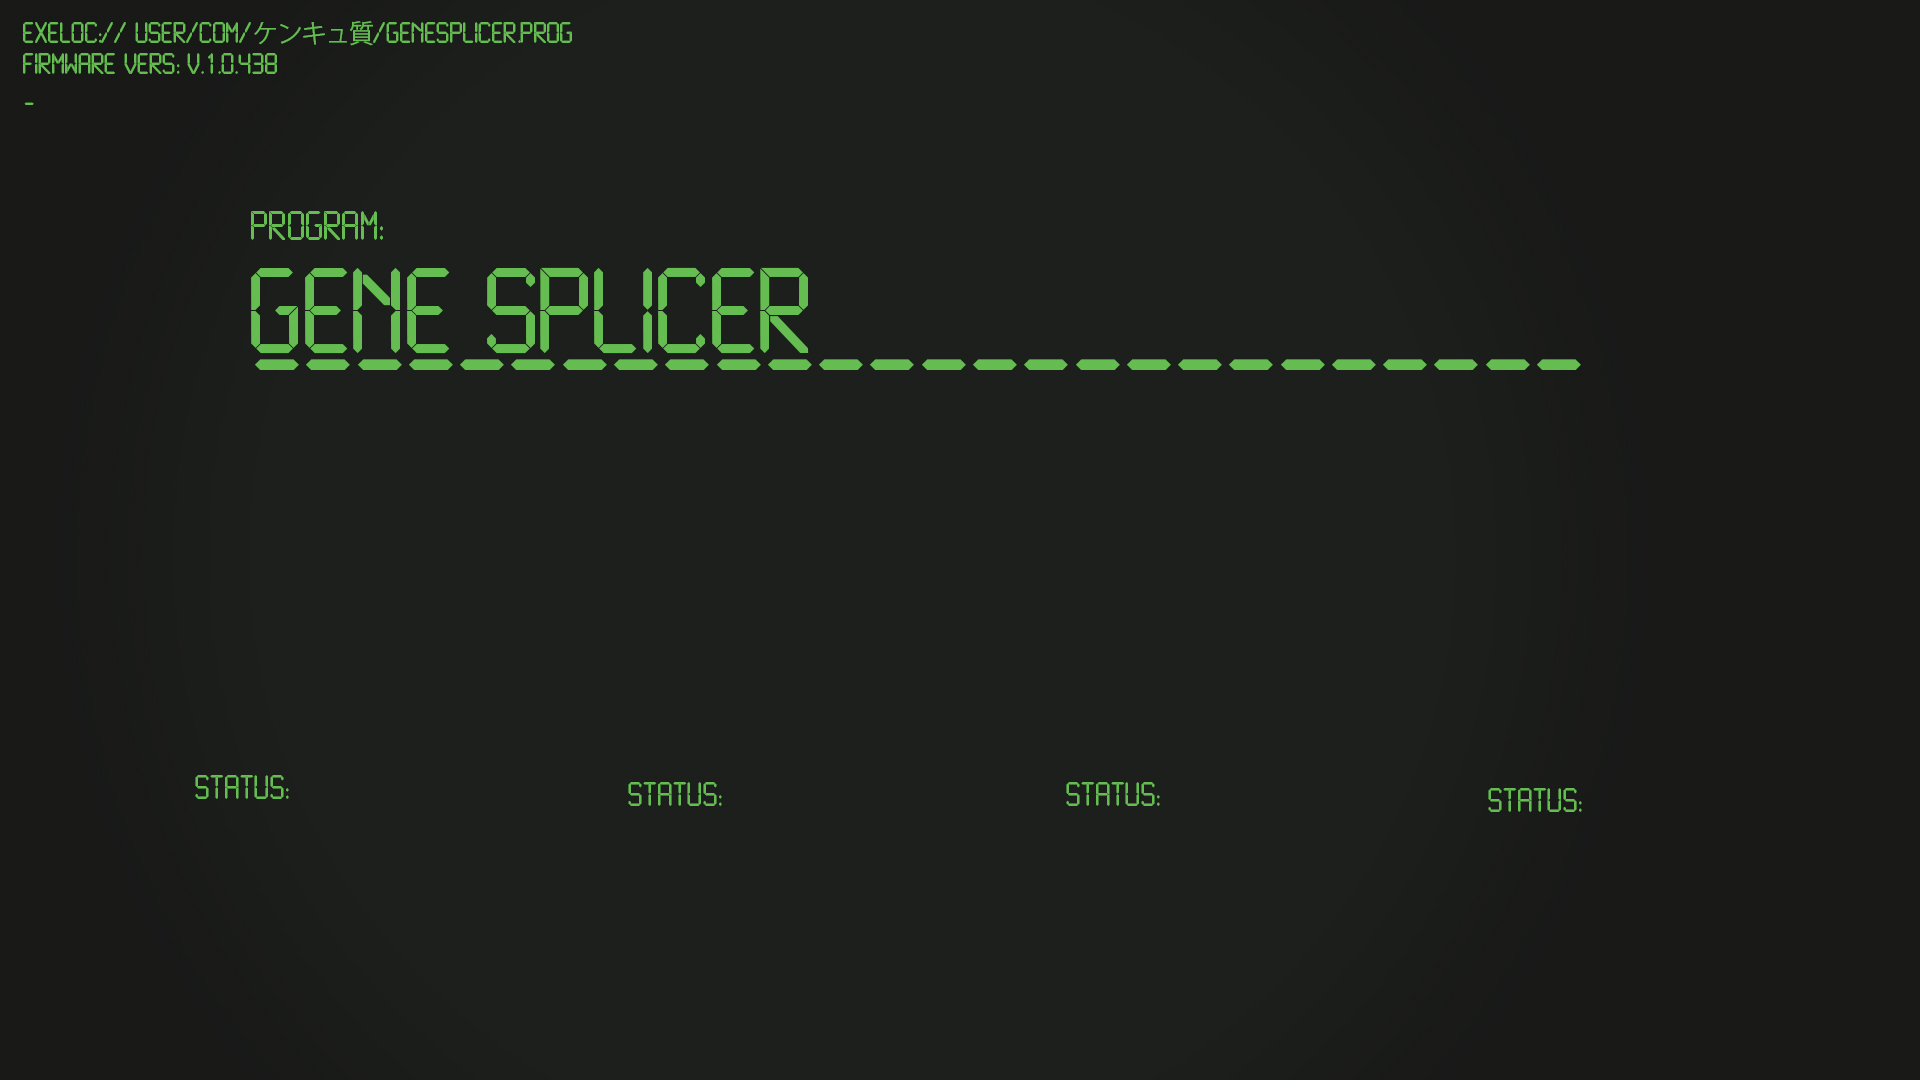 EXELOC:// USER/COM/ケンキュ質/GENESPLICER.PROG
FIRMWARE VERS: V.1.0.438
_
PROGRAM:
GENE SPLICER
STATUS:
STATUS:
STATUS:
STATUS: